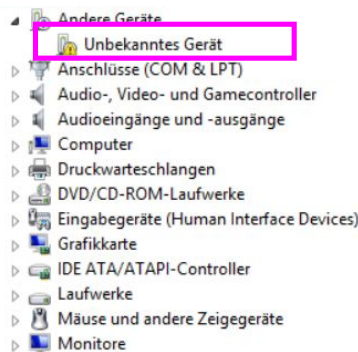 Andere Geräte
Unbekanntes Gerät
Anschlüsse (COM & LPT)
Audio-, Video- und Gamecontroller
Audioeingänge und -ausgänge
Computer
Druckwarteschlangen
DVD/CD-ROM-Laufwerke
Eingabegeräte (Human Interface Devices)
Grafikkarte
IDE ATA/ATAPI-Controller
Laufwerke
Mäuse und andere Zeigegeräte
Monitore